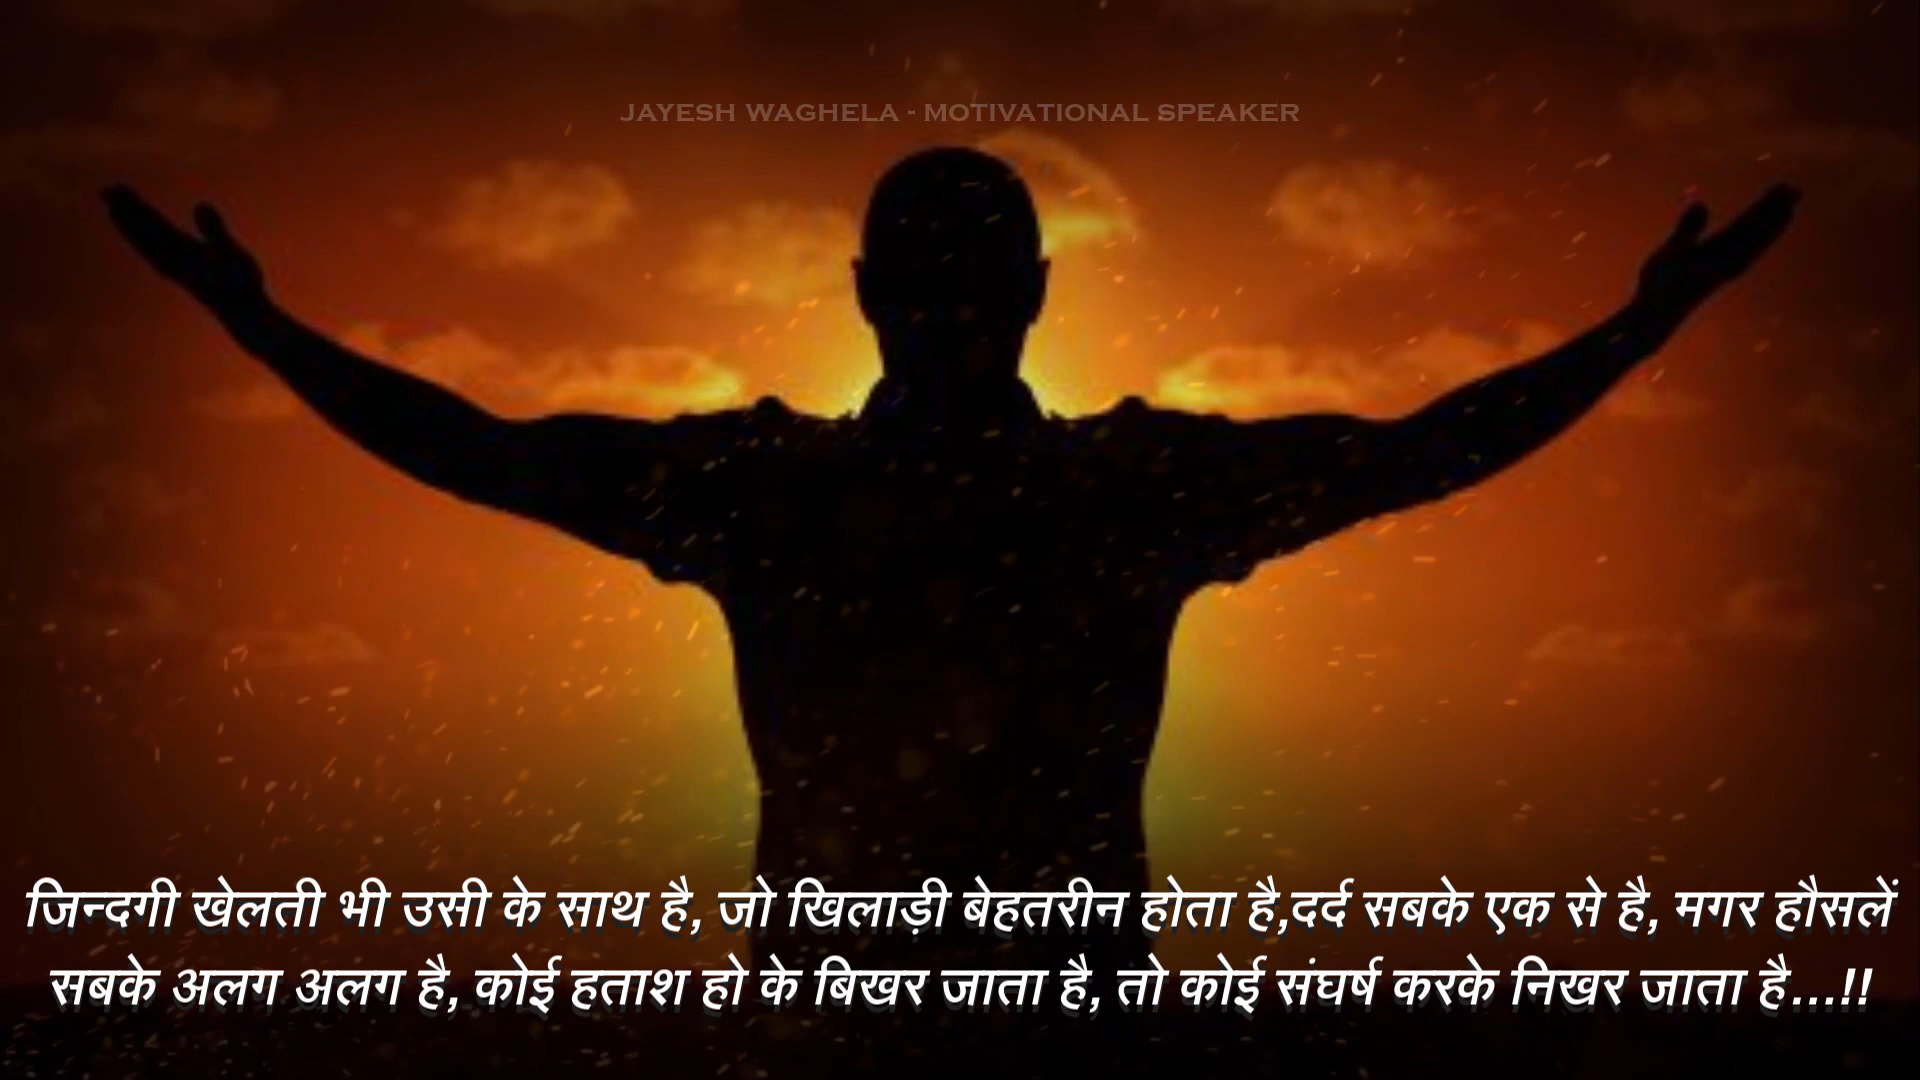 JAYESH WAGHELA - MOTIVATIONAL SPEAKER
जिन्दगी खेलती भी उसी के साथ है, जो खिलाड़ी बेहतरीन होता है,दर्द सबके एक से है, मगर हौसलें
सबके अलग अलग है, कोई हताश हो के बिखर जाता है, तो कोई संघर्ष करके निखर जाता है...!!